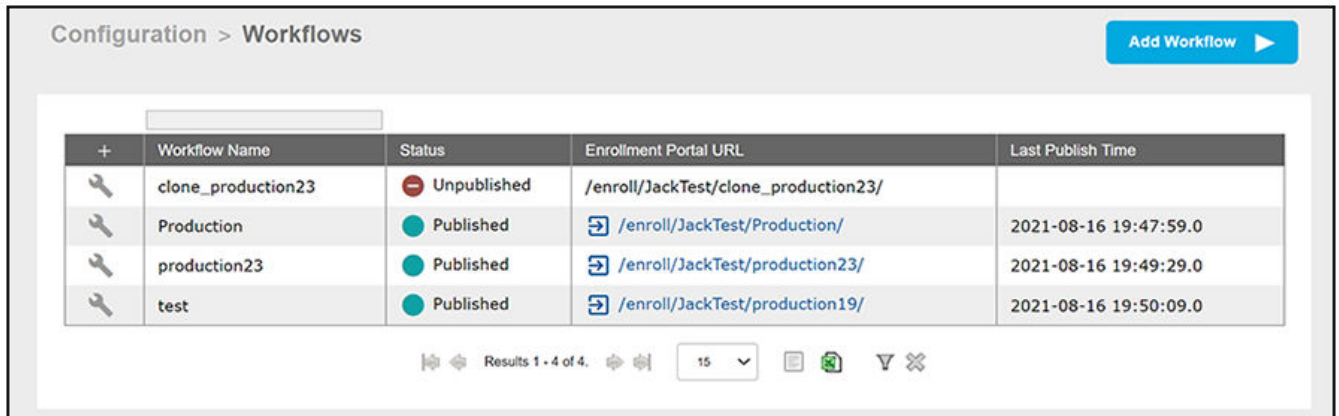 Configuration > Workflows
Add Workflow
+ Workflow Name Status Enrollment Portal URL Last Publish Time
clone_production23 Unpublished /enroll/JackTest/clone_production23/
Production Published /enroll/JackTest/Production/ 2021-08-16 19:47:59.0
production23 Published /enroll/JackTest/production23/ 2021-08-16 19:49:29.0
test Published /enroll/JackTest/production19/ 2021-08-16 19:50:09.0
Results 1 - 4 of 4. 15